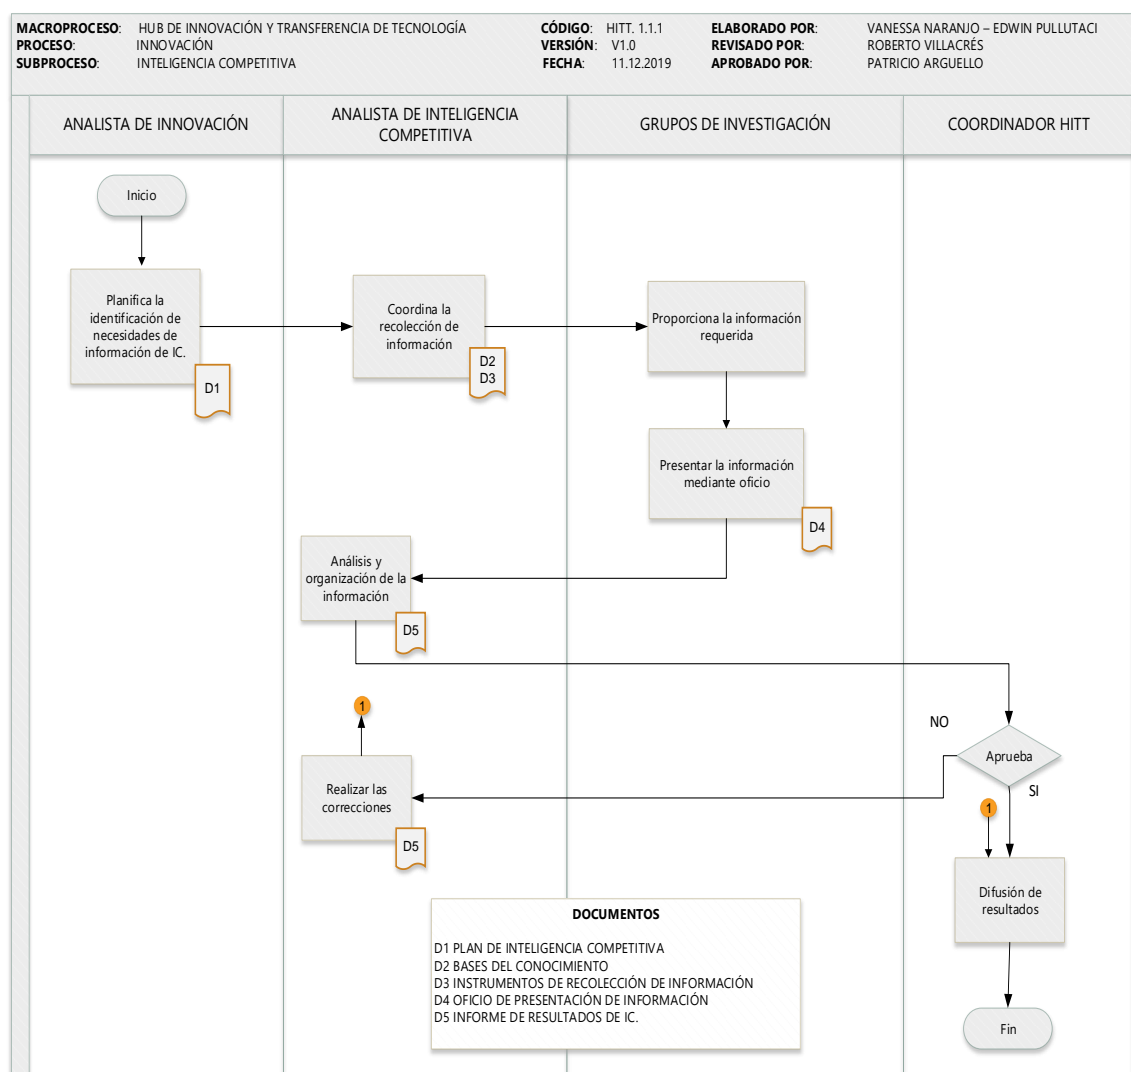 MACROPROCESO: HUB DE INNOVACIÓN Y TRANSFERENCIA DE TECNOLOGÍA CÓDIGO: HITT. 1.1.1 ELABORADO POR: VANESSA NARANJO – EDWIN PULLUTACI
PROCESO: INNOVACIÓN VERSIÓN: V1.0 REVISADO POR: ROBERTO VILLACRÉS
SUBPROCESO: INTELIGENCIA COMPETITIVA FECHA: 11.12.2019 APROBADO POR: PATRICIO ARGUELLO
ANALISTA DE INNOVACIÓN
ANALISTA DE INTELIGENCIA
COMPETITIVA
GRUPOS DE INVESTIGACIÓN
COORDINADOR HITT
Inicio
Planifica la
identificación de
necesidades de
información de IC.
D1
Coordina la
recolección de
información
D2
D3
Proporciona la información
requerida
Presentar la información
mediante oficio
D4
Análisis y
organización de la
información
D5
NO
Aprueba
SI
1
Realizar las
correcciones
D5
1
Difusión de
resultados
Fin
DOCUMENTOS
D1 PLAN DE INTELIGENCIA COMPETITIVA
D2 BASES DEL CONOCIMIENTO
D3 INSTRUMENTOS DE RECOLECCIÓN DE INFORMACIÓN
D4 OFICIO DE PRESENTACIÓN DE INFORMACIÓN
D5 INFORME DE RESULTADOS DE IC.